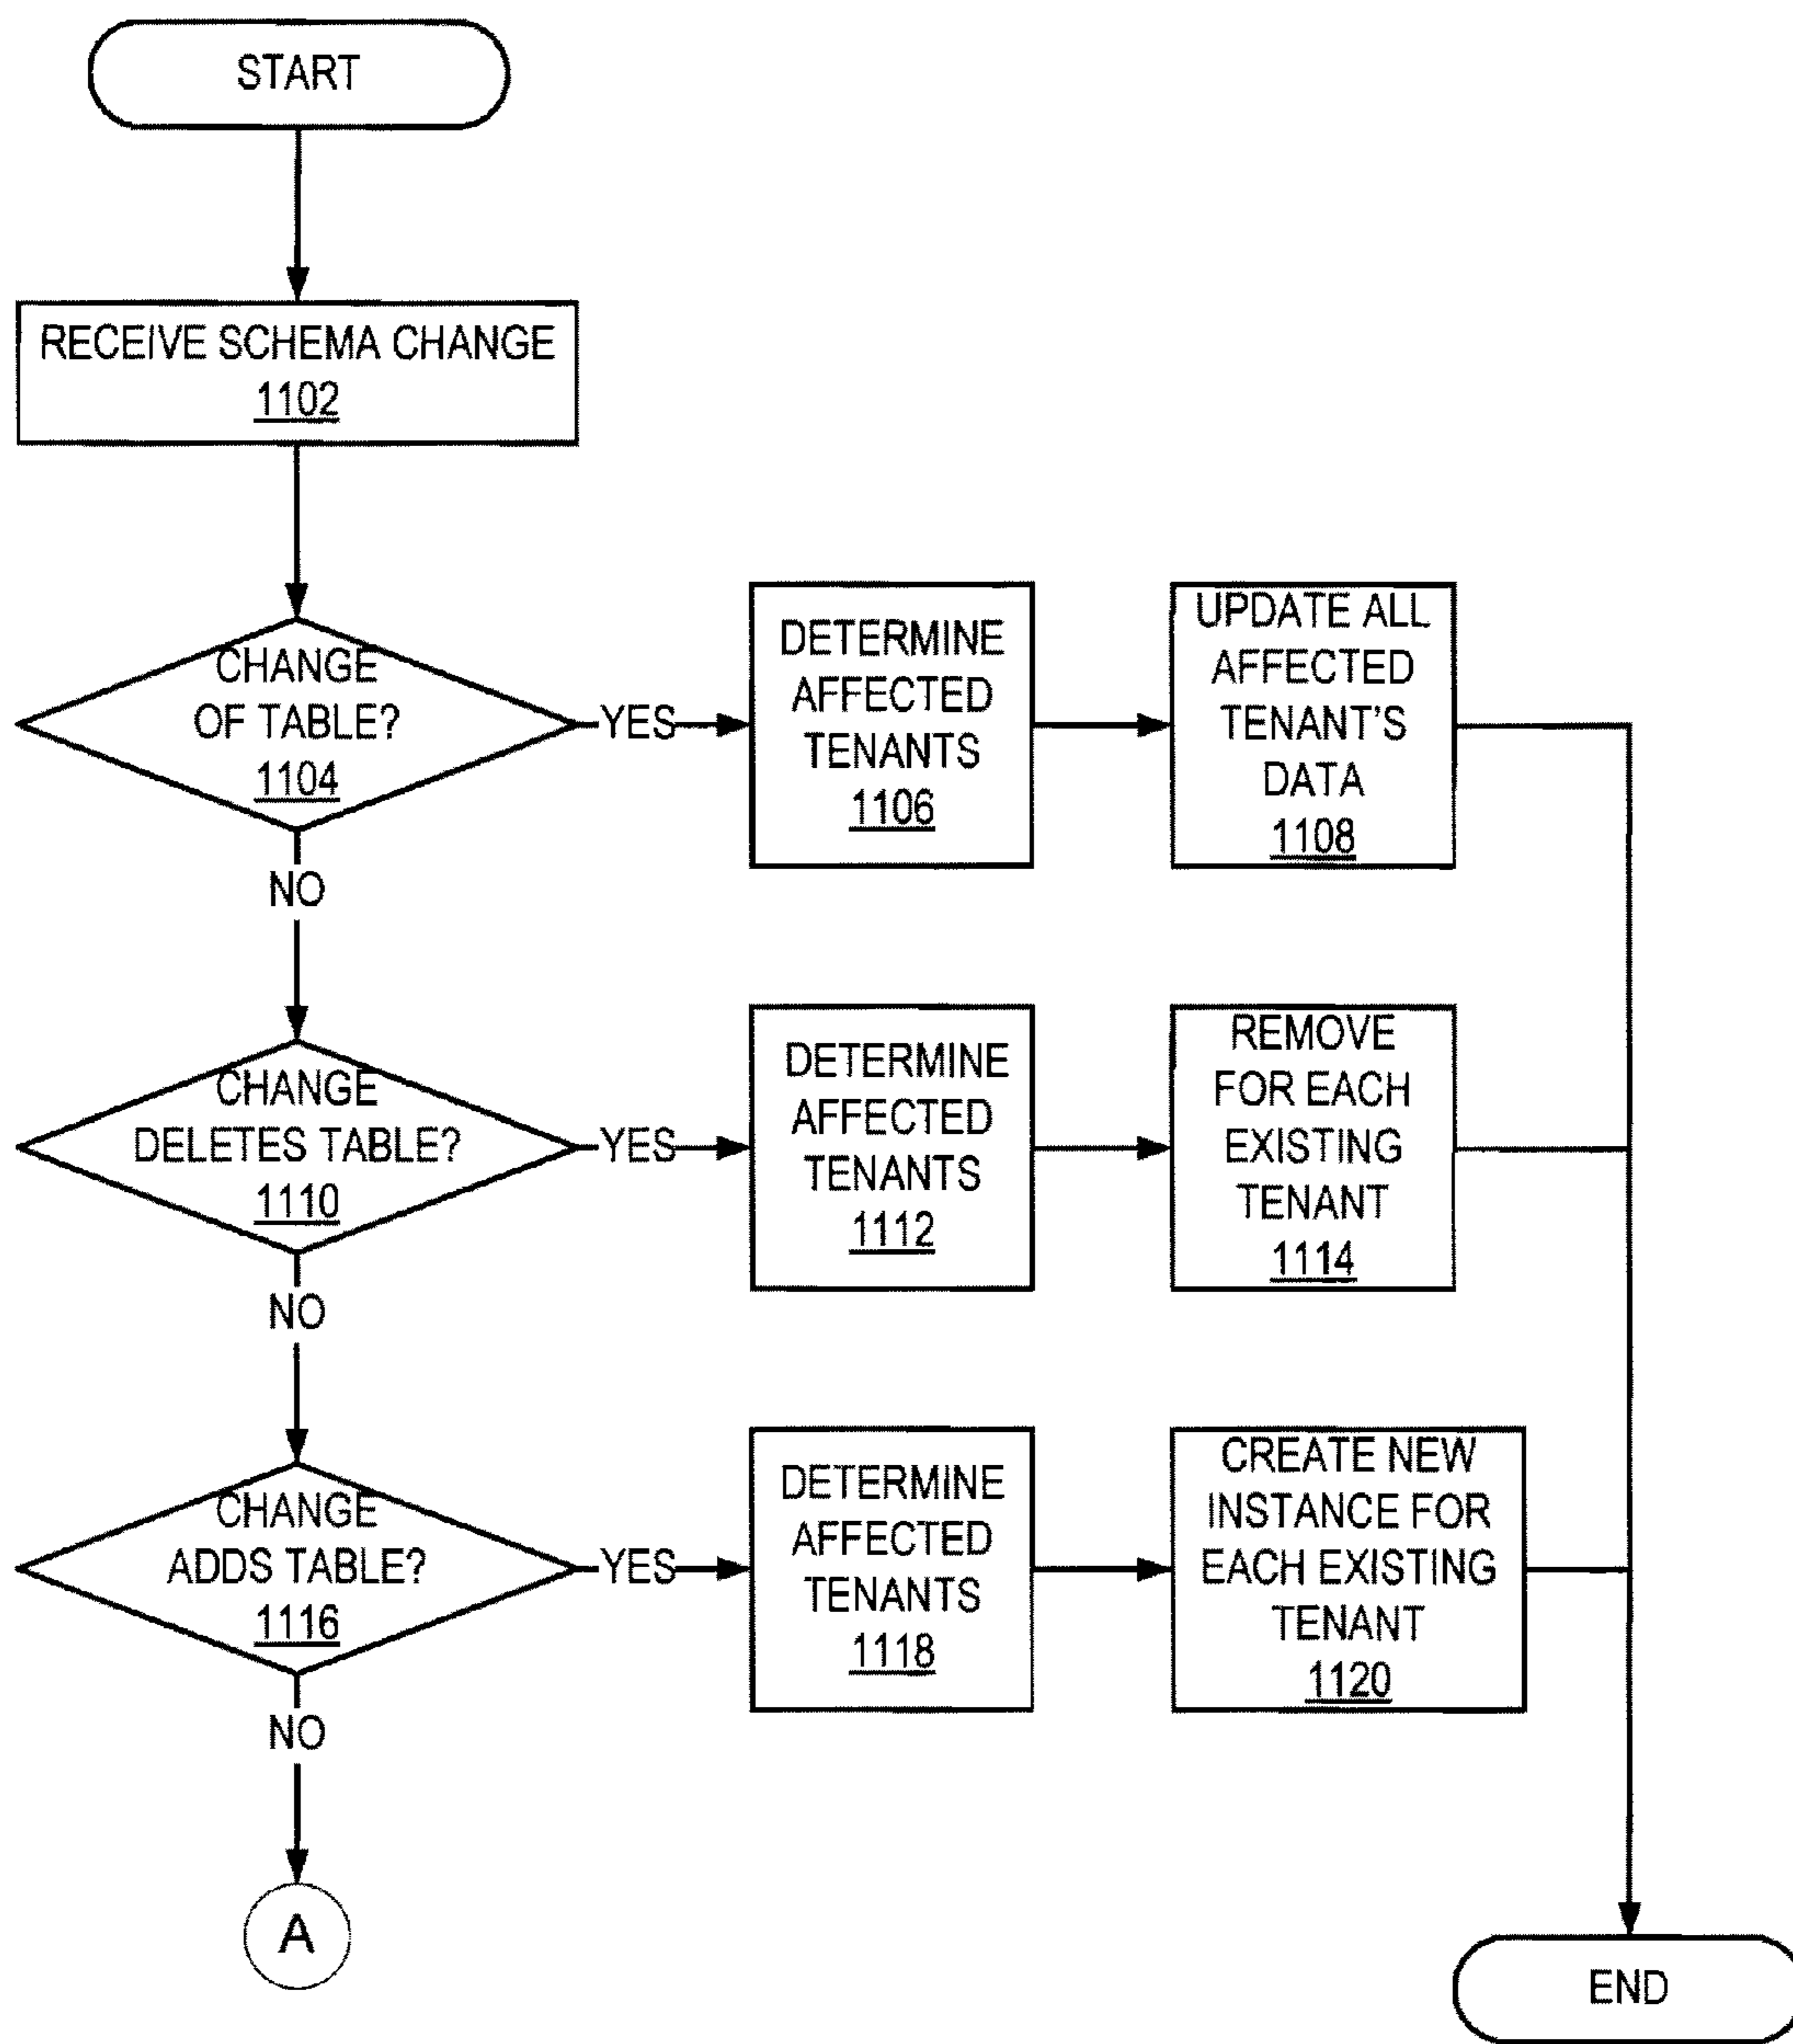 START
RECEIVE SCHEMA CHANGE
1102
CHANGE
OF TABLE?
1104
YES
DETERMINE
AFFECTED
TENANTS
1106
UPDATE ALL
AFFECTED
TENANT'S
DATA
1108
NO
CHANGE
DELETES TABLE?
1110
YES
DETERMINE
AFFECTED
TENANTS
1112
REMOVE
FOR EACH
EXISTING
TENANT
1114
NO
CHANGE
ADDS TABLE?
1116
YES
DETERMINE
AFFECTED
TENANTS
1118
CREATE NEW
INSTANCE FOR
EACH EXISTING
TENANT
1120
NO
A
END